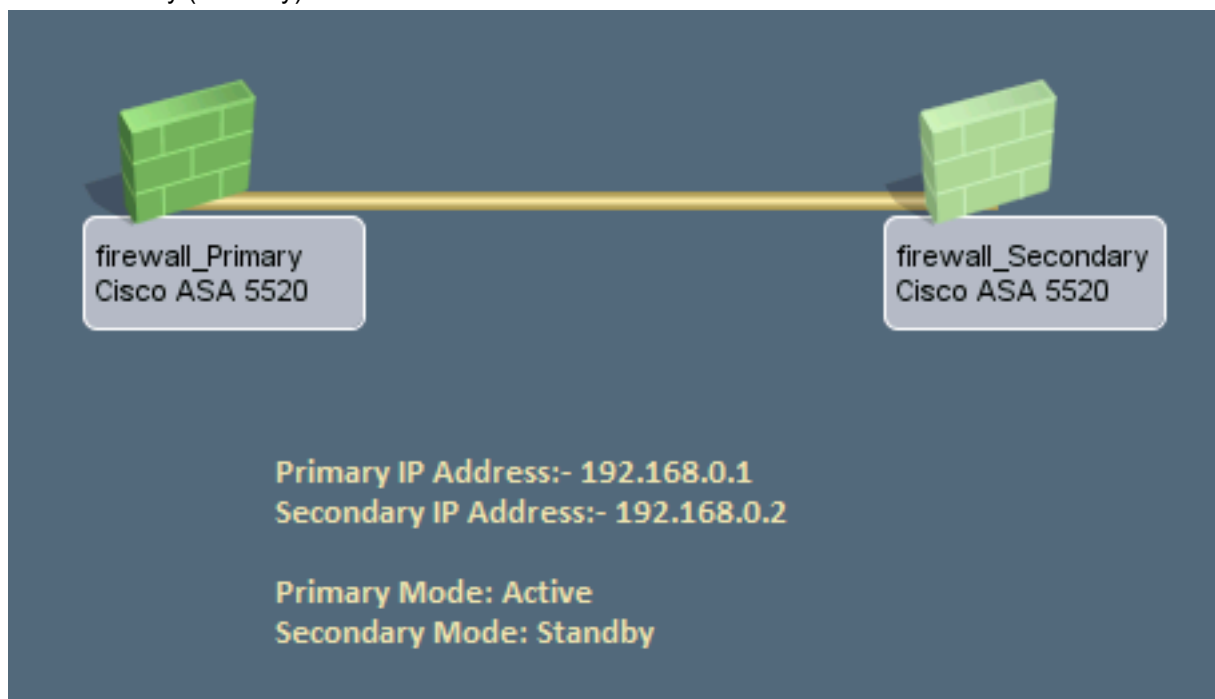 firewall_Primary
Cisco ASA 5520
firewall_Secondary
Cisco ASA 5520
Primary IP Address:- 192.168.0.1
Secondary IP Address:- 192.168.0.2
Primary Mode: Active
Secondary Mode: Standby